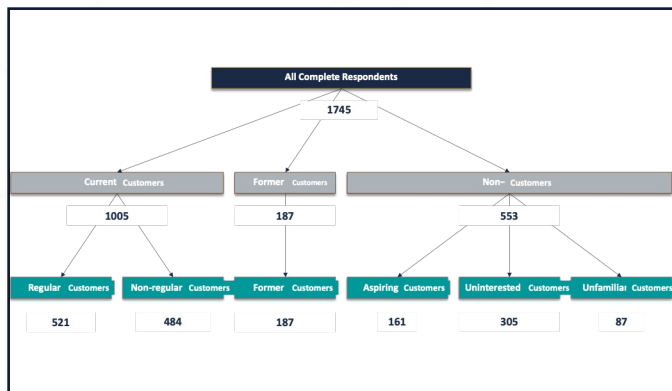 All Complete Respondents
1745
Current Customers
Former Customers
Non– Customers
1005
187
553
Regular Customers
Non-regular Customers
Former Customers
Aspiring Customers
Uninterested Customers
Unfamiliar Customers
521
484
187
161
305
87